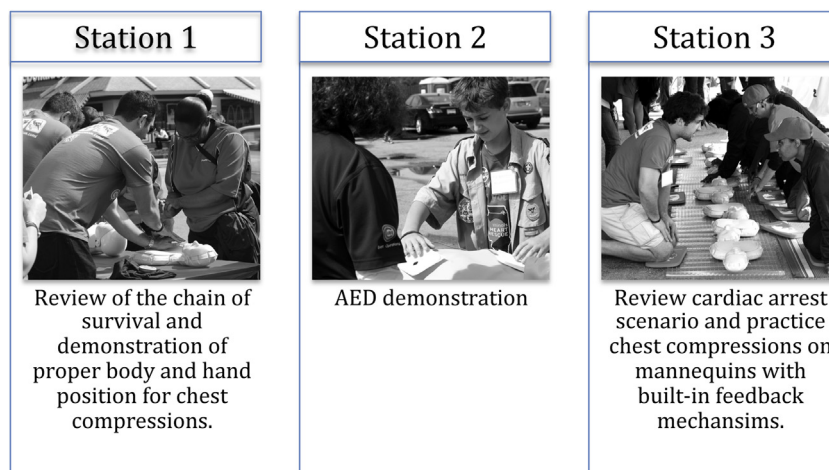 Station 1
Review of the chain of
survival and
demonstration of
proper body and hand
position for chest
compressions.
Station 2
HEART
RESCUE
AED demonstration
Station 3
Review cardiac arrest
scenario and practice
chest compressions on
mannequins with
built-in feedback
mechansims.